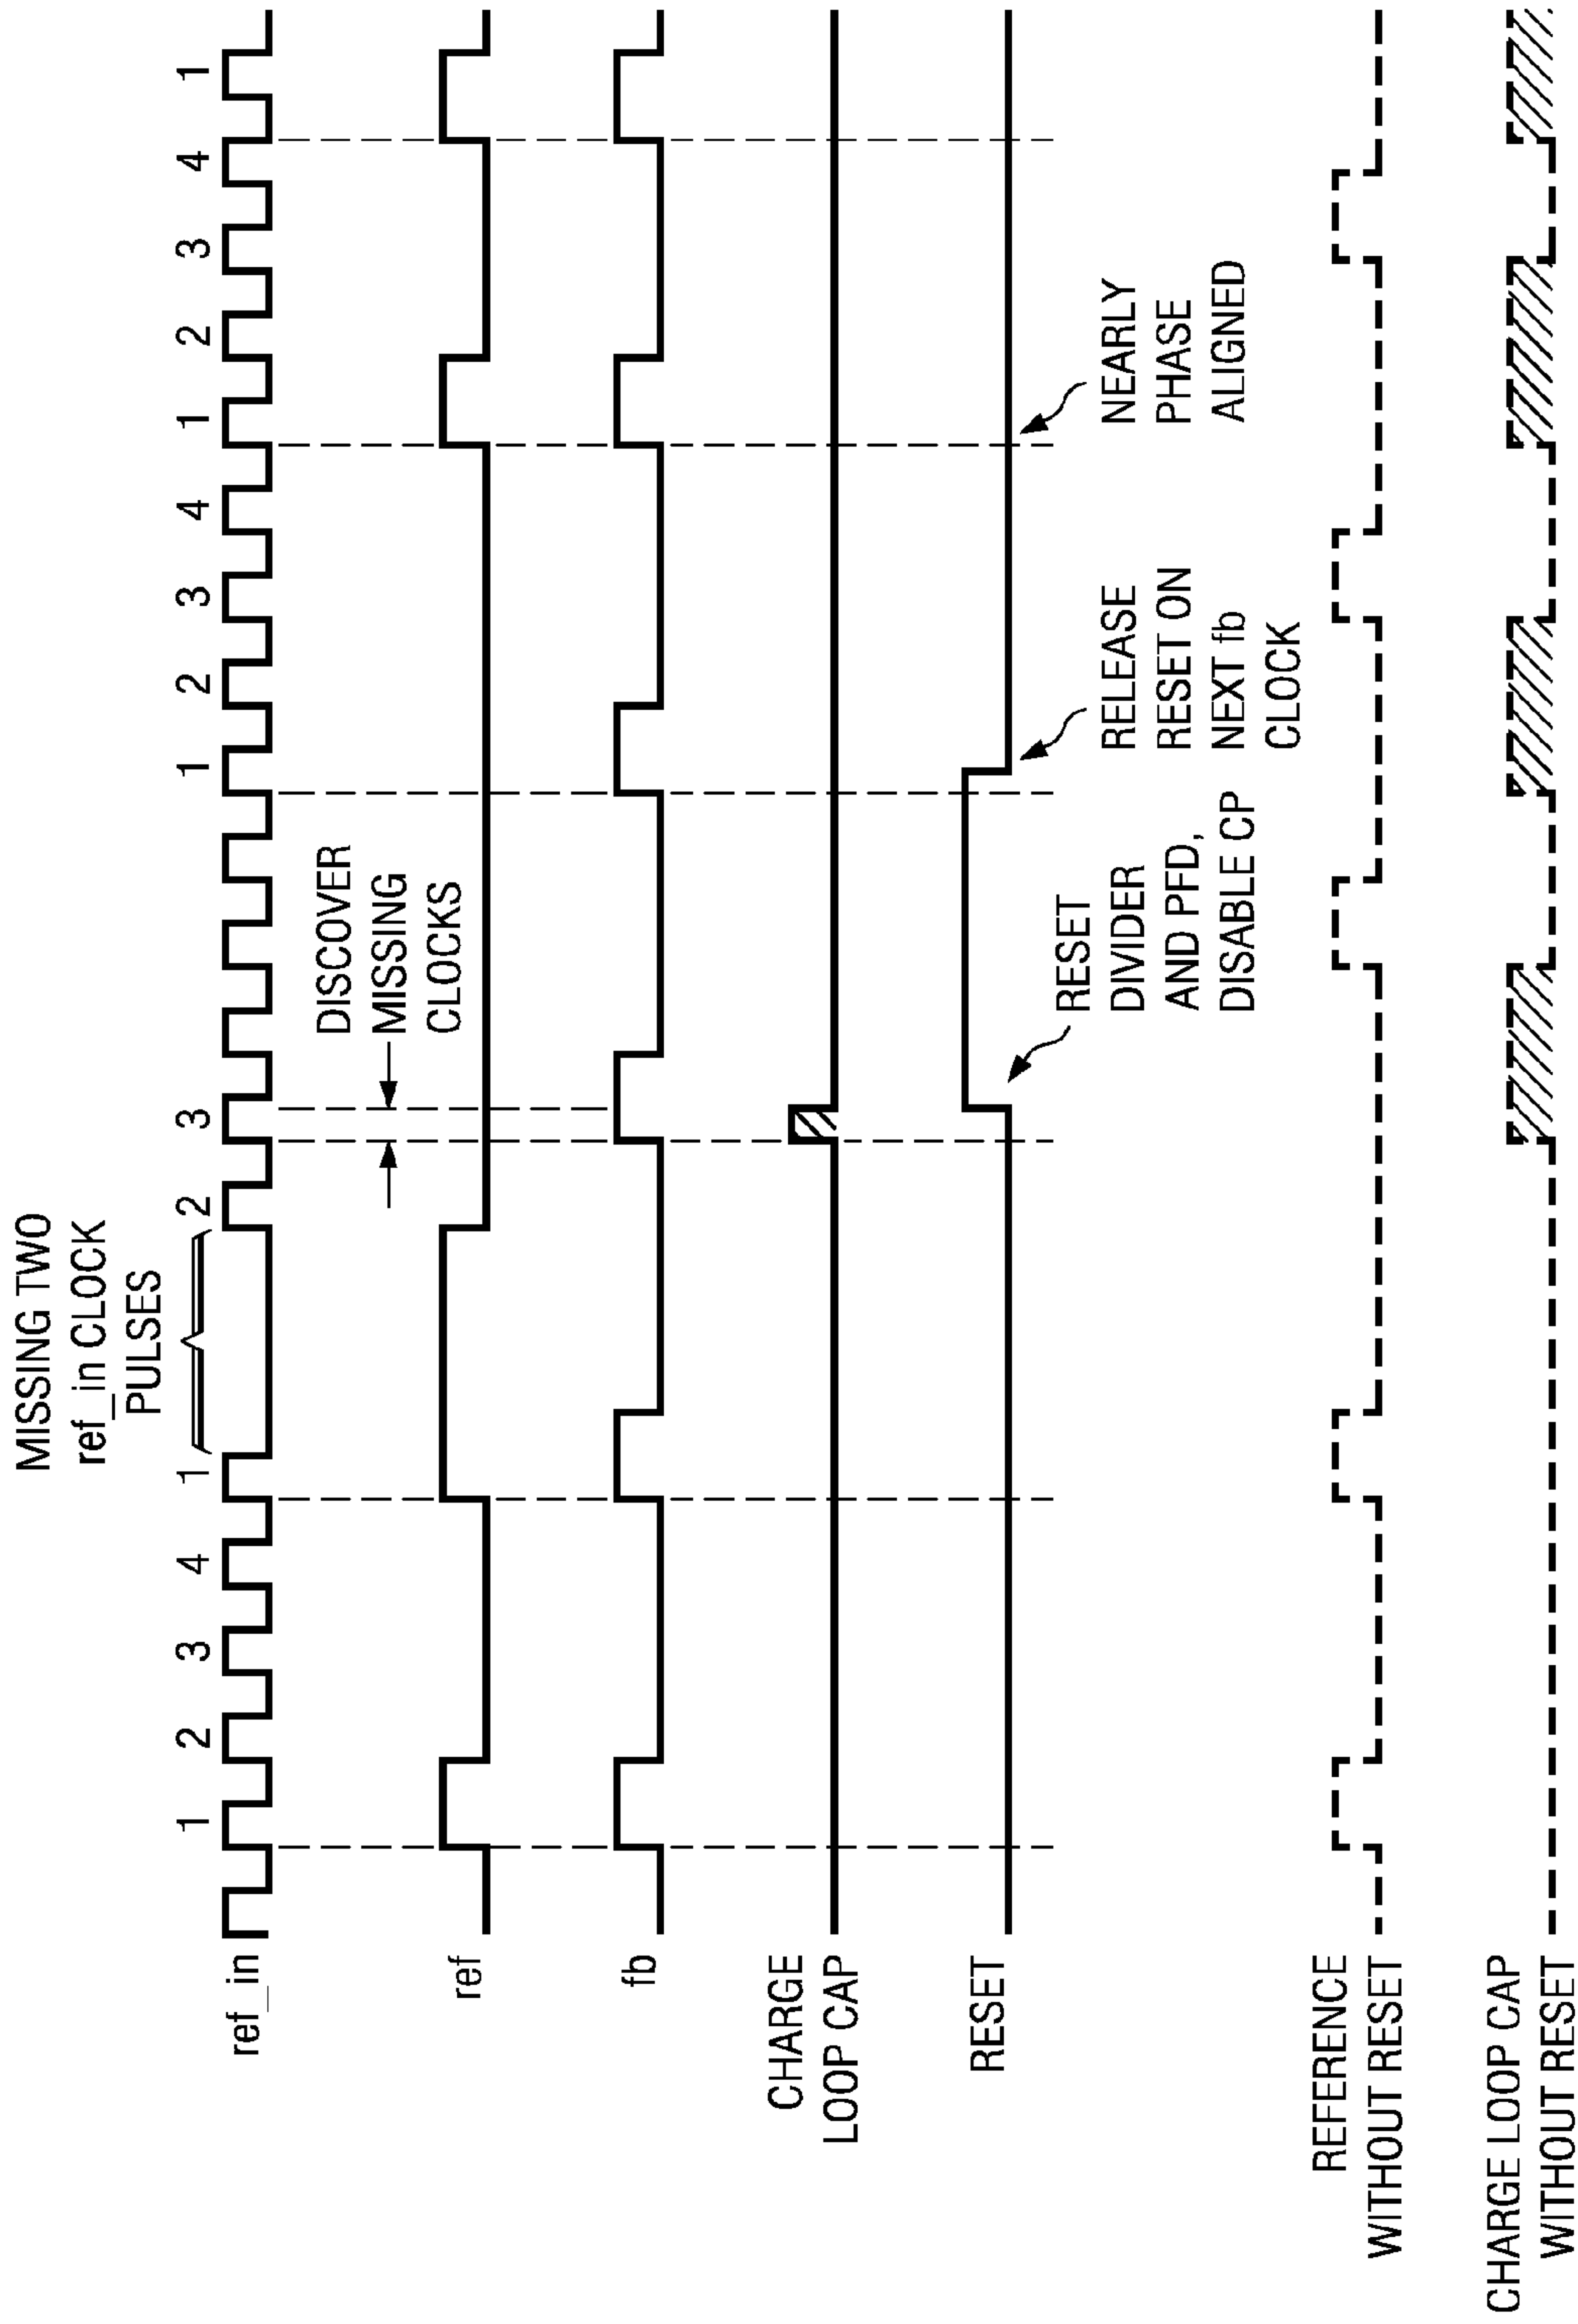 MISSING TWO
ref_in CLOCK
PULSES
ref_in
1
2
3
4
1
2
3
1
2
3
4
1
2
3
4
1
DISCOVER
MISSING
CLOCKS
ref
fb
CHARGE
LOOP CAP
RESET
RESET
DIVIDER
AND PFD,
DISABLE CP
RELEASE
RESET ON
NEXT fb
CLOCK
NEARLY
PHASE
ALIGNED
REFERENCE
WITHOUT RESET
CHARGE LOOP CAP
WITHOUT RESET